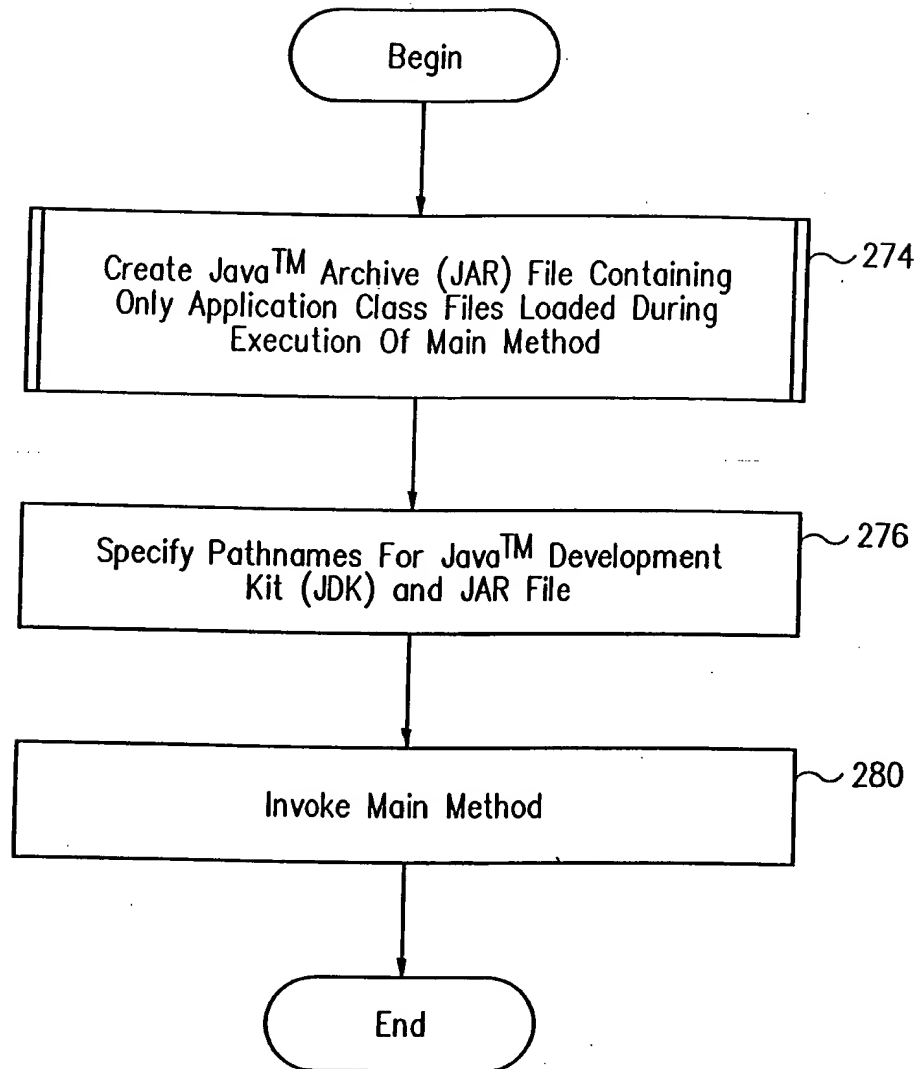 Begin
Create Java™ Archive (JAR) File Containing
Only Application Class Files Loaded During
Execution Of Main Method
274
Specify Pathnames For Java™ Development
Kit (JDK) and JAR File
276
Invoke Main Method
280
End